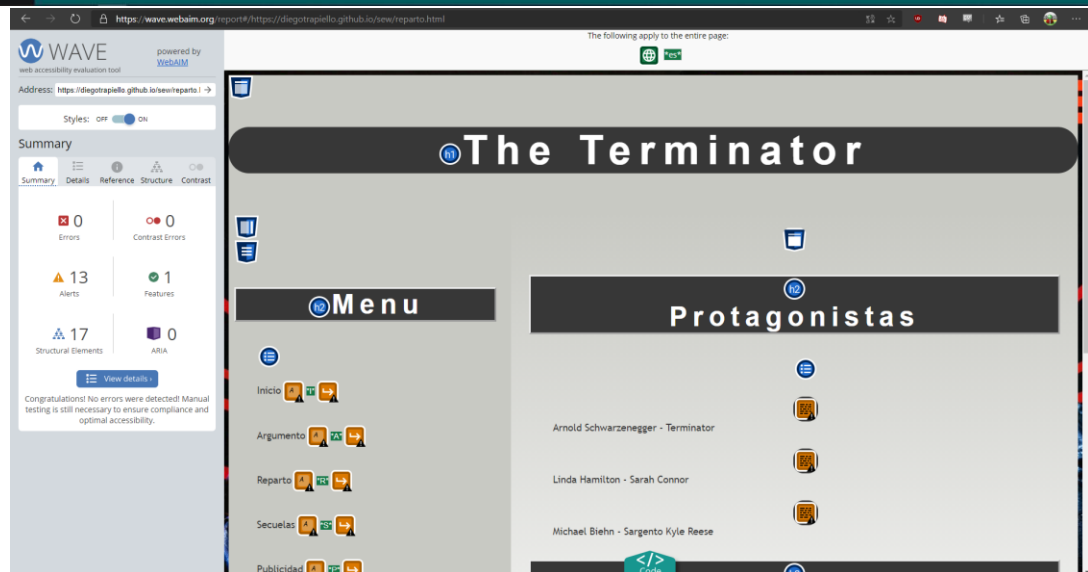 https://wave.webaim.org/report#/https://diegotrapiello.github.io/sew/reparto.html
WAVE
web accessibility evaluation tool
powered by
WebAIM
Address: https://diegotrapiello.github.io/sew/reparto.l
Styles: OFF ON
Summary
Summary Details Reference Structure Contrast
0
Errors
0
Contrast Errors
13
Alerts
1
Features
17
Structural Elements
0
ARIA
View details ›
Congratulations! No errors were detected! Manual
testing is still necessary to ensure compliance and
optimal accessibility.
The following apply to the entire page:
*es*
h1 The Terminator
h2 Menu
Inicio *I*
Argumento *A*
Reparto *R*
Secuelas *S*
Publicidad *P*
h2
Protagonistas
Arnold Schwarzenegger - Terminator
Linda Hamilton - Sarah Connor
Michael Biehn - Sargento Kyle Reese
</>
Code